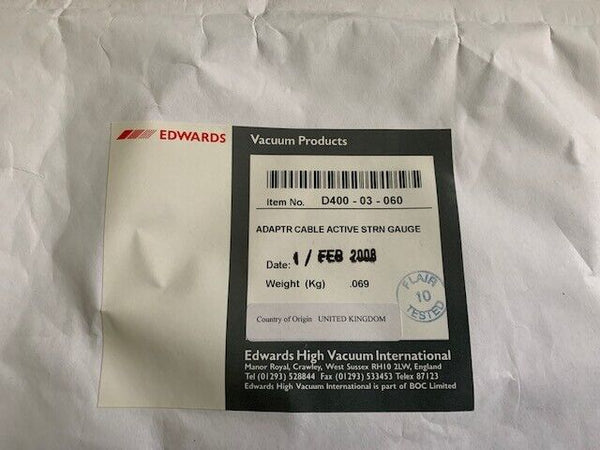 EDWARDS
Vacuum Products
Item No. D400 - 03 - 060
ADAPTR CABLE ACTIVE STRN GAUGE
Date: 1 / FEB 2008
Weight (Kg) .069
FLAIR
10
TESTED
Country of Origin UNITED KINGDOM
Edwards High Vacuum International
Manor Royal, Crawley, West Sussex RH10 2LW, England
Tel (01293) 528844 Fax (01293) 533453 Telex 87123
Edwards High Vacuum International is part of BOC Limited